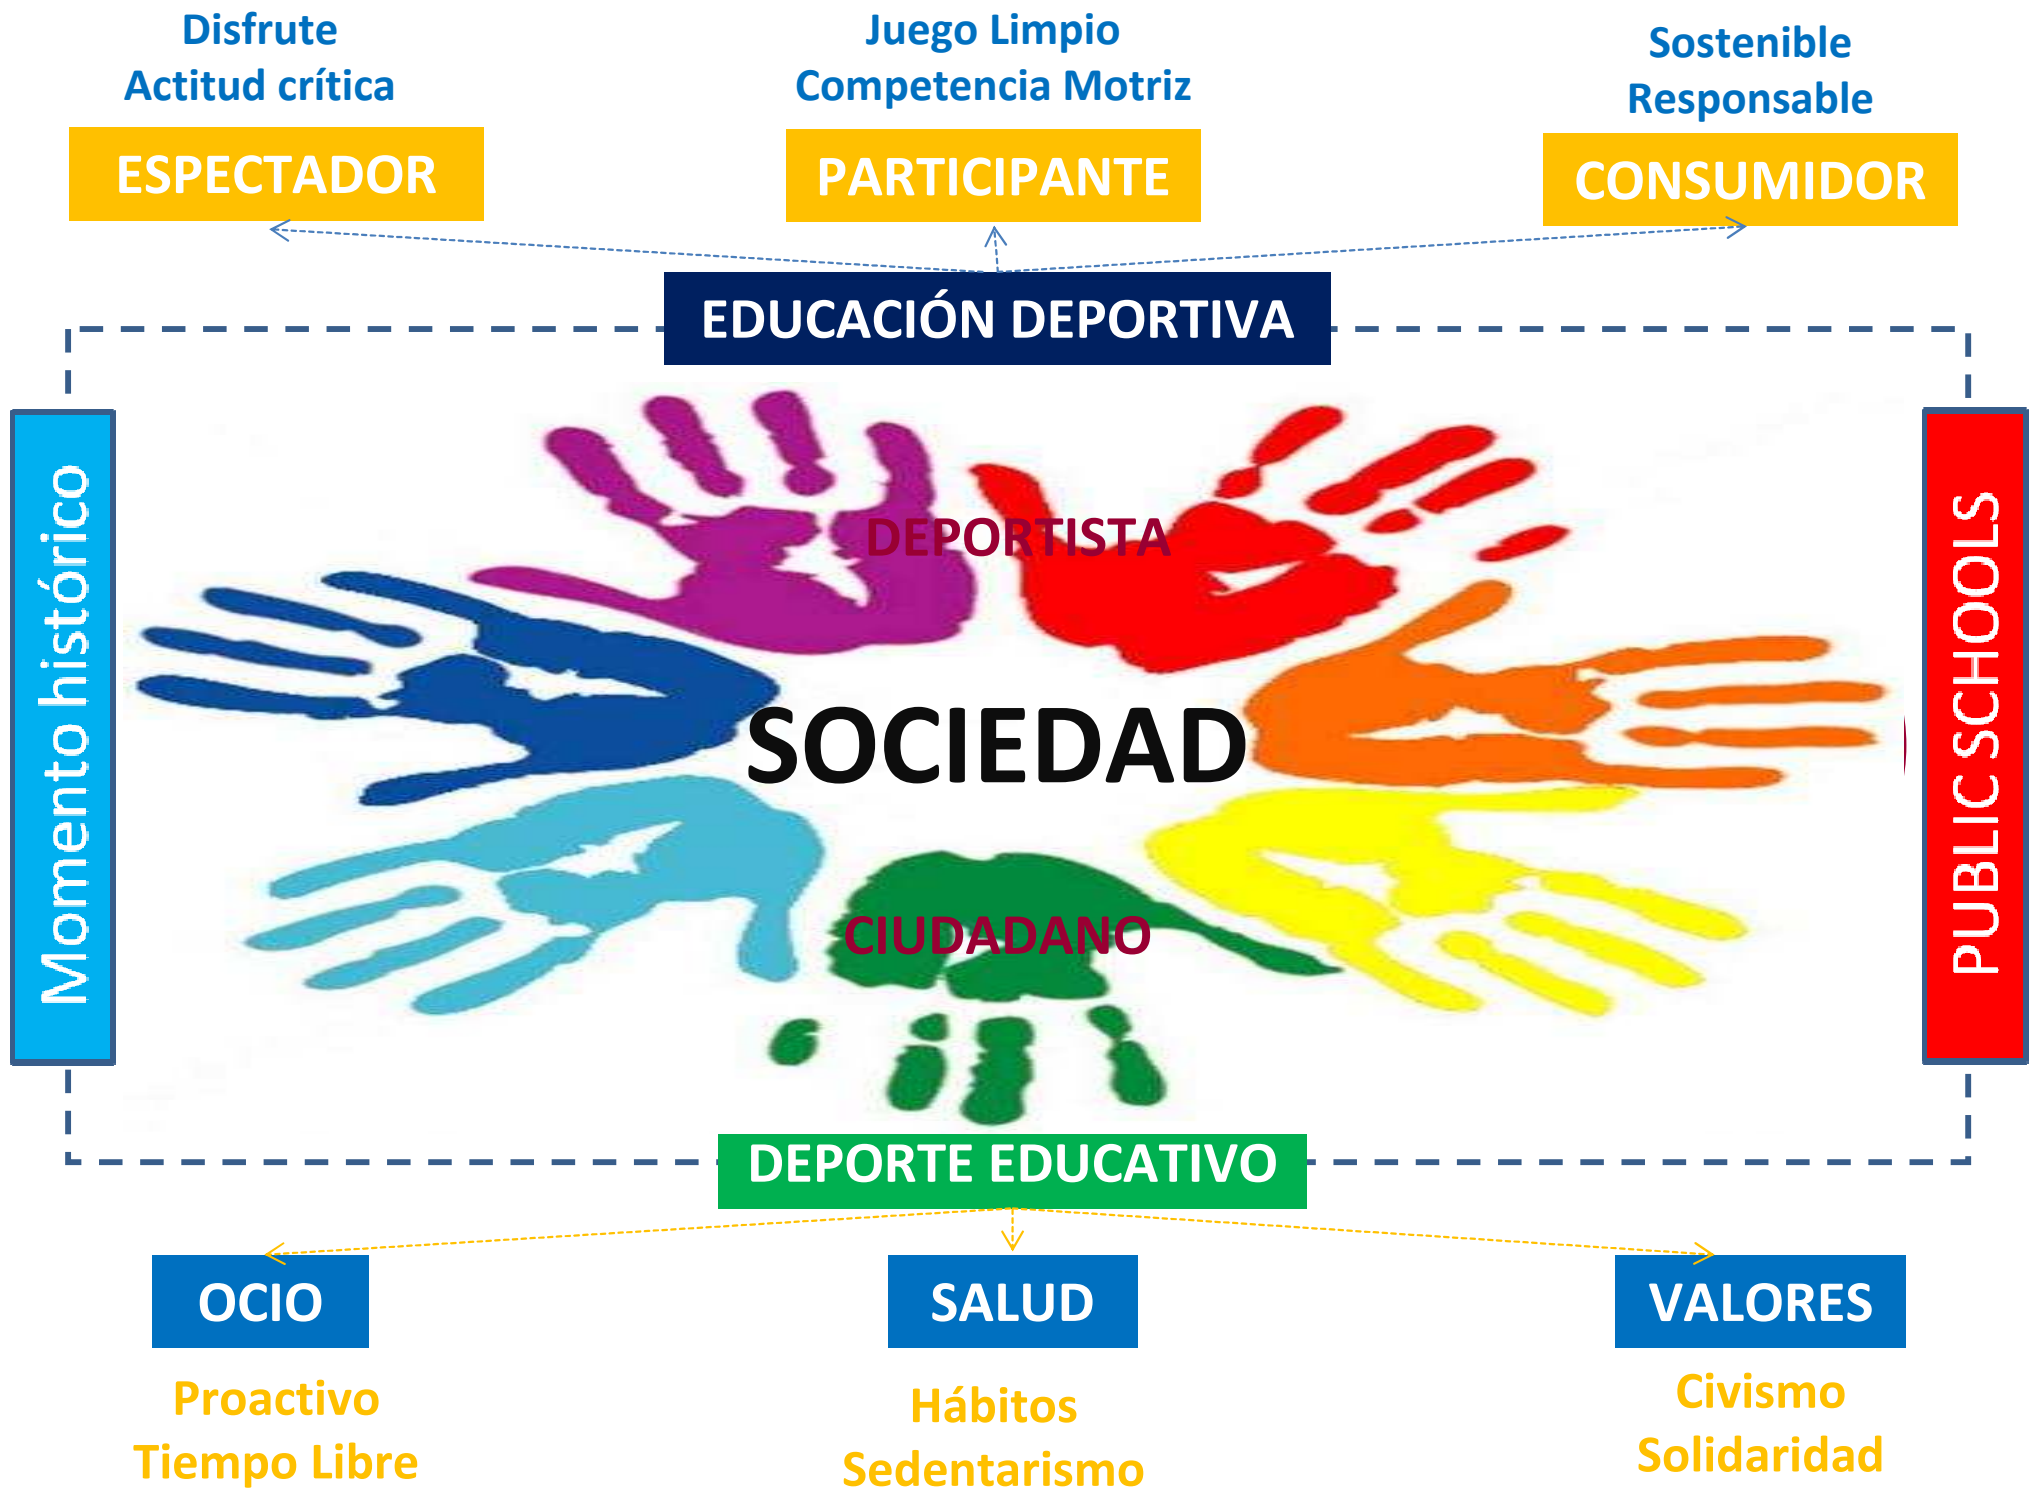 Disfrute
Actitud crítica
Juego Limpio
Competencia Motriz
Sostenible
Responsable
ESPECTADOR
PARTICIPANTE
CONSUMIDOR
EDUCACIÓN DEPORTIVA
Momento histórico
DEPORTISTA
SOCIEDAD
CIUDADANO
PUBLIC SCHOOLS
DEPORTE EDUCATIVO
OCIO
SALUD
VALORES
Proactivo
Tiempo Libre
Hábitos
Sedentarismo
Civismo
Solidaridad